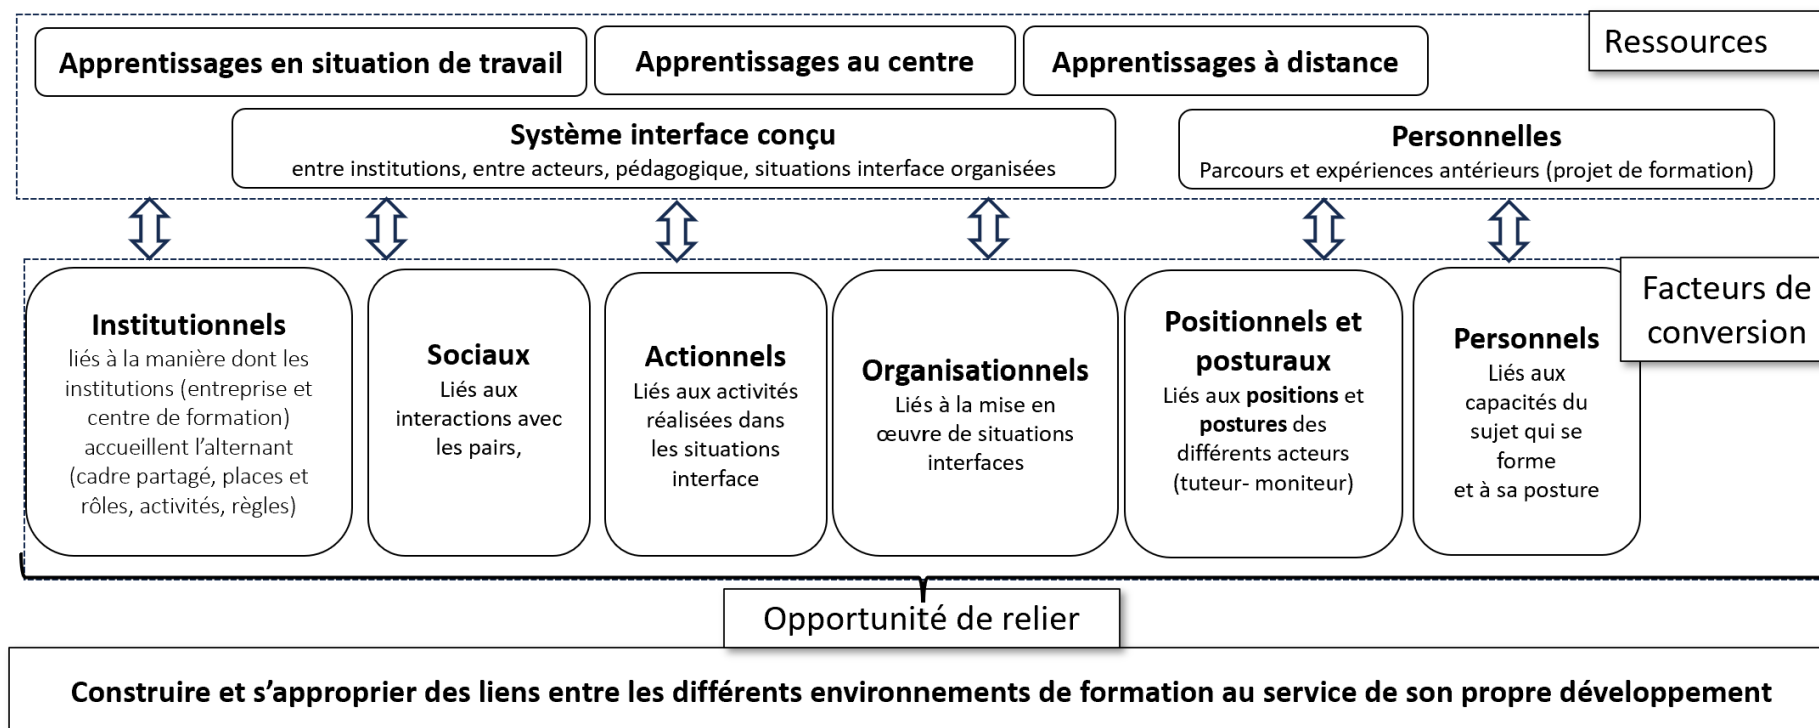 Ressources
Apprentissages en situation de travail
Apprentissages au centre
Apprentissages à distance
Système interface conçu
entre institutions, entre acteurs, pédagogique, situations interface organisées
Personnelles
Parcours et expériences antérieurs (projet de formation)
Facteurs de
conversion
Institutionnels
liés à la manière dont les
institutions (entreprise et
centre de formation)
accueillent l’alternant
(cadre partagé, places et
rôles, activités, règles)
Sociaux
Liés aux
interactions avec
les pairs,
Actionnels
Liés aux activités
réalisées dans
les situations
interface
Organisationnels
Liés à la mise en
œuvre de situations
interfaces
Positionnels et
posturaux
Liés aux positions et
postures des
différents acteurs
(tuteur- moniteur)
Personnels
Liés aux
capacités du
sujet qui se
forme
et à sa posture
Opportunité de relier
Construire et s’approprier des liens entre les différents environnements de formation au service de son propre développement